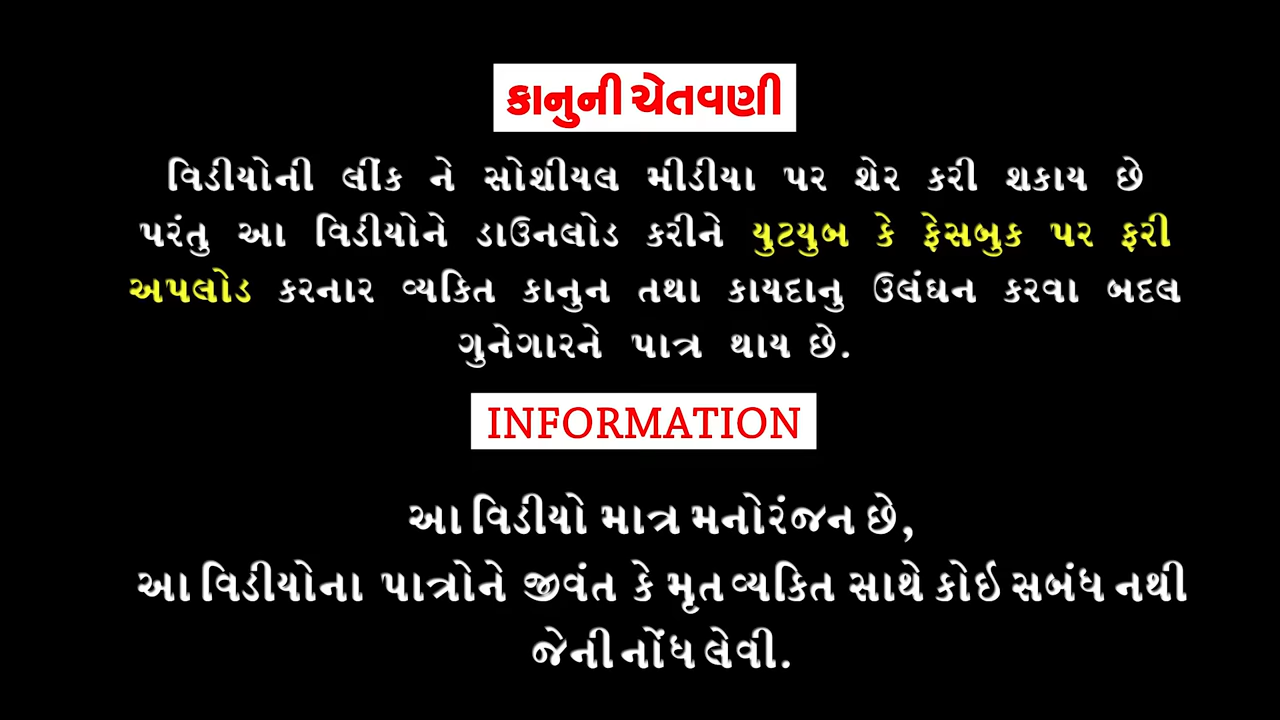 કાનુની ચેતવણી
વિડીયોની લીંક ને સોશીયલ મીડીયા પર શેર કરી શકાય છે
પરંતુ આ વિડીયોને ડાઉનલોડ કરીને યુટયુબ કે ફેસબુક પર ફરી
અપલોડ કરનાર વ્યકિત કાનુન તથા કાયદાનુ ઉલંઘન કરવા બદલ
ગુનેગારને પાત્ર થાય છે.
INFORMATION
આ વિડીયો માત્ર મનોરંજન છે,
આ વિડીયોના પાત્રોને જીવંત કે મૃત વ્યકિત સાથે કોઇ સબંધ નથી
જેની નોંધ લેવી.